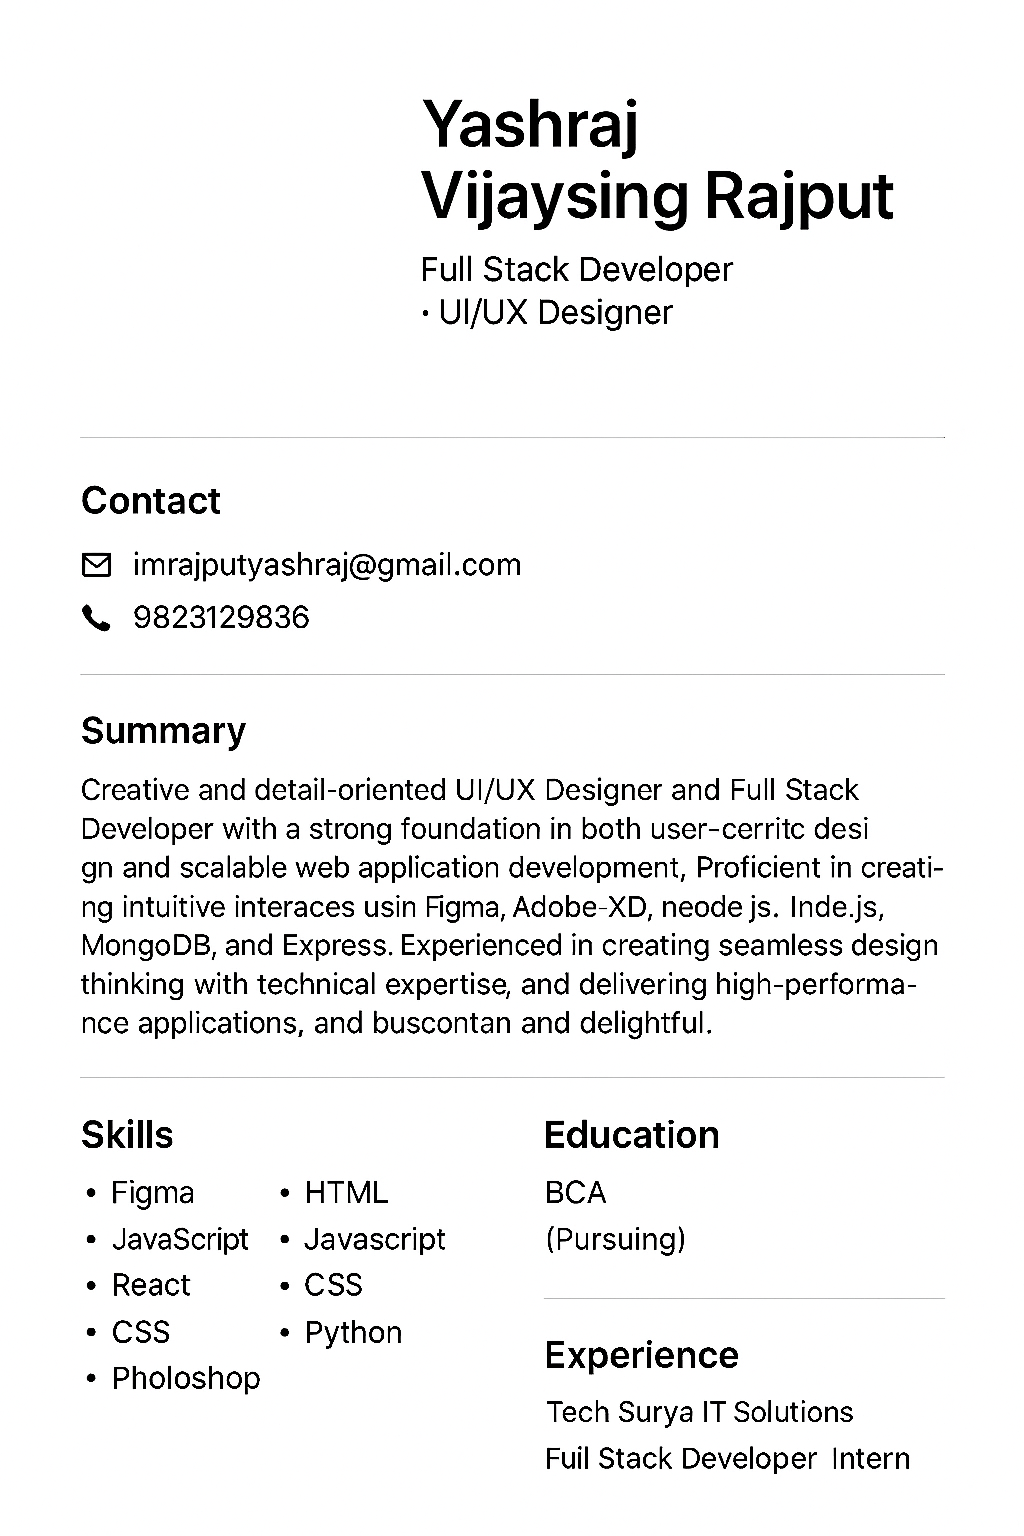 Yashraj
Vijaysing Rajput
Full Stack Developer
· UI/UX Designer
Contact
imrajputyashraj@gmail.com
9823129836
Summary
Creative and detail-oriented UI/UX Designer and Full Stack
Developer with a strong foundation in both user-cerritc desi
gn and scalable web application development, Proficient in creati-
ng intuitive interaces usin Figma, Adobe-XD, neode js. Inde.js,
MongoDB, and Express. Experienced in creating seamless design
thinking with technical expertise, and delivering high-performa-
nce applications, and buscontan and delightful.
Skills
• Figma
• JavaScript
• React
• CSS
• Pholoshop
• HTML
• Javascript
• CSS
• Python
Education
BCA
(Pursuing)
Experience
Tech Surya IT Solutions
Fuil Stack Developer Intern